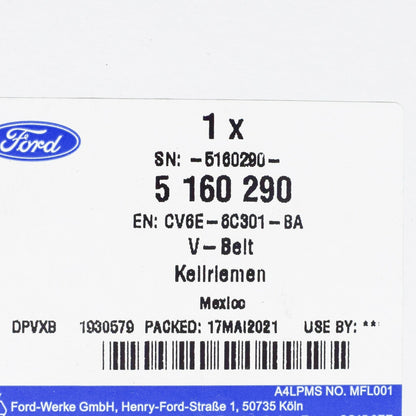 Ford
1 x
SN: -5160290-
5 160 290
EN: CV6E-6C301-BA
V-Belt
Keilriemen
Mexico
DPVXB 1930579 PACKED: 17MAI2021 USE BY: **
A4LPMS NO. MFL001
Ford-Werke GmbH, Henry-Ford-Straße 1, 50735 Köln